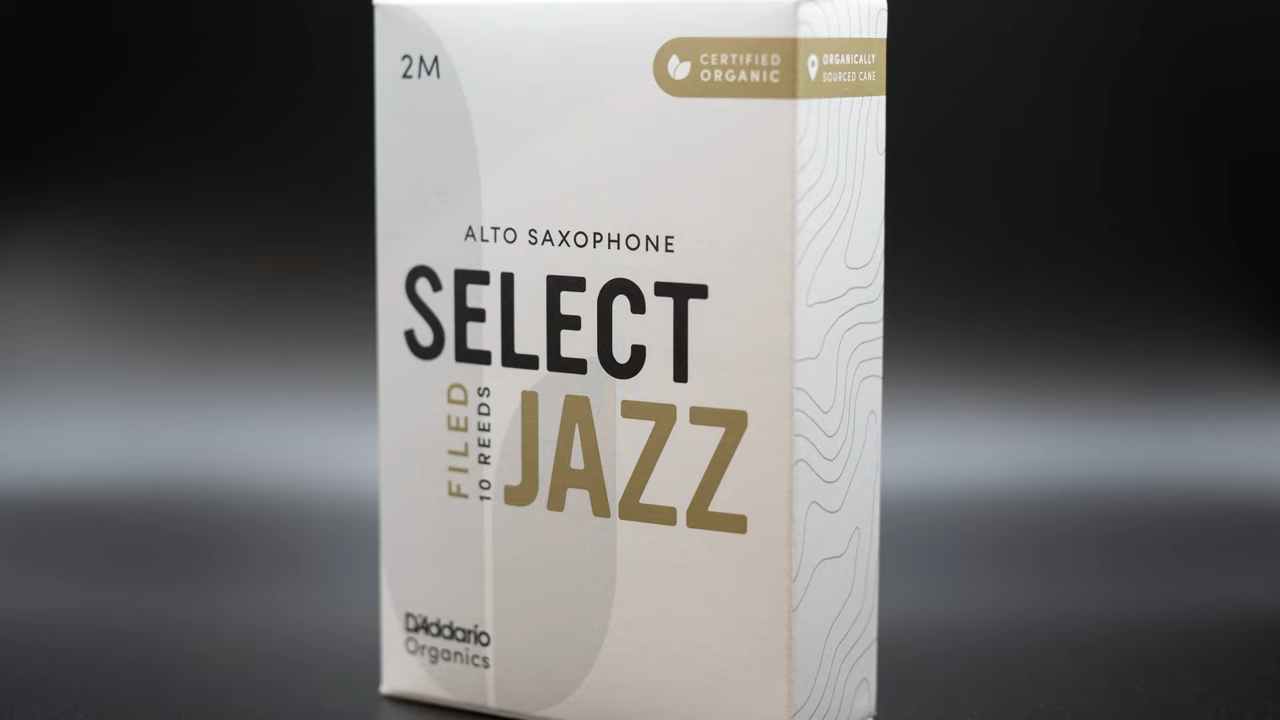 2M
CERTIFIED
ORGANIC
ORGANICALLY
SOURCED CANE
ALTO SAXOPHONE
SELECT
JAZZ
FILED
10 REEDS
D'Addario
Organics